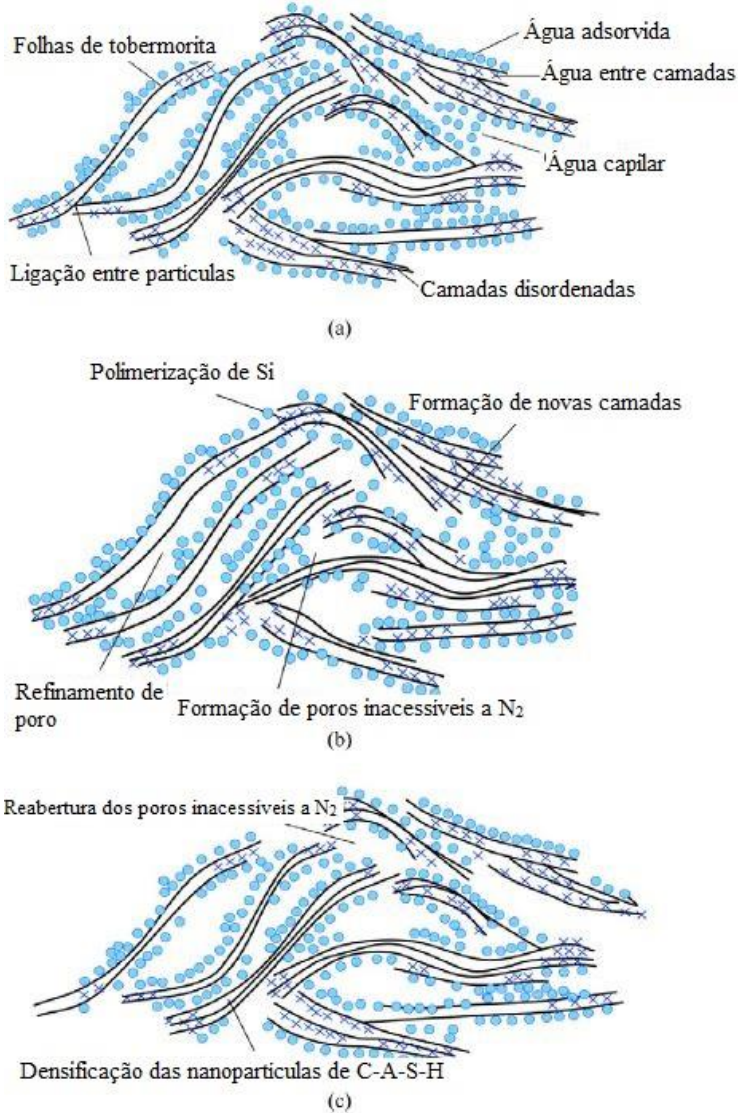 Folhas de tobermorita
Água adsorvida
Água entre camadas
Água capilar
Ligação entre partículas
Camadas disordenadas
(a)
Polimerização de Si
Formação de novas camadas
Refinamento de
poro
Formação de poros inacessíveis a N₂
(b)
Reabertura dos poros inacessíveis a N₂
Densificação das nanopartículas de C-A-S-H
(c)